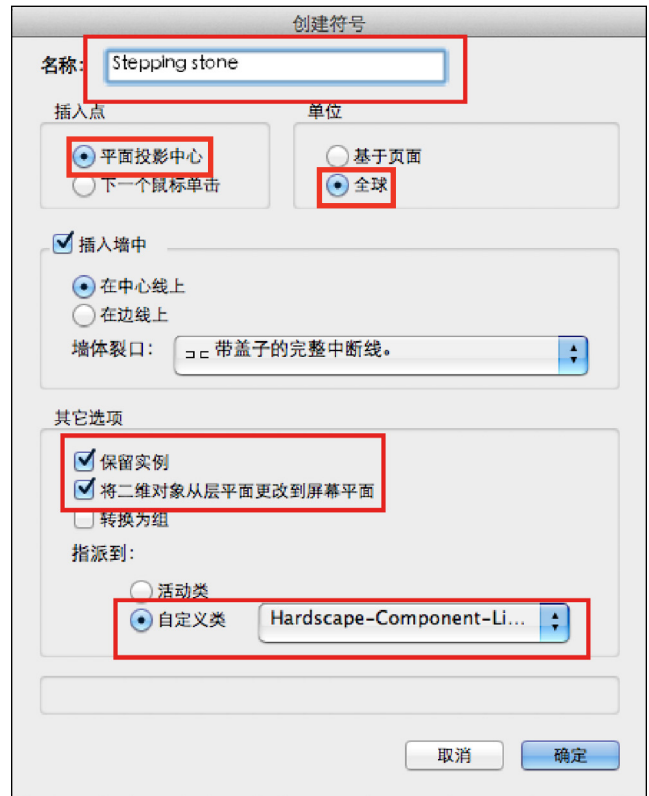 创建符号
名称: Stepping stone
插入点
单位
平面投影中心
基于页面
下一个鼠标单击
全球
插入墙中
在中心线上
在边线上
墙体裂口: 带盖子的完整中断线。
其它选项
保留实例
将二维对象从层平面更改到屏幕平面
转换为组
指派到:
活动类
自定义类 Hardscape-Component-Li...
取消 确定